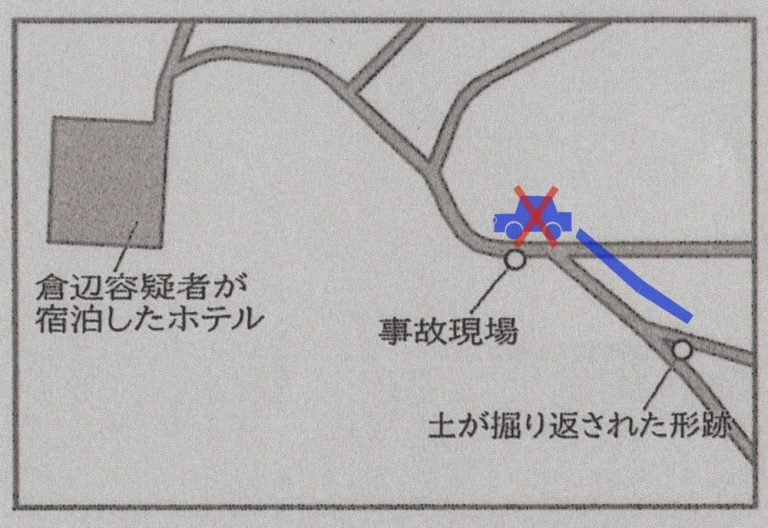 倉辺容疑者が
宿泊したホテル
事故現場
土が掘り返された形跡